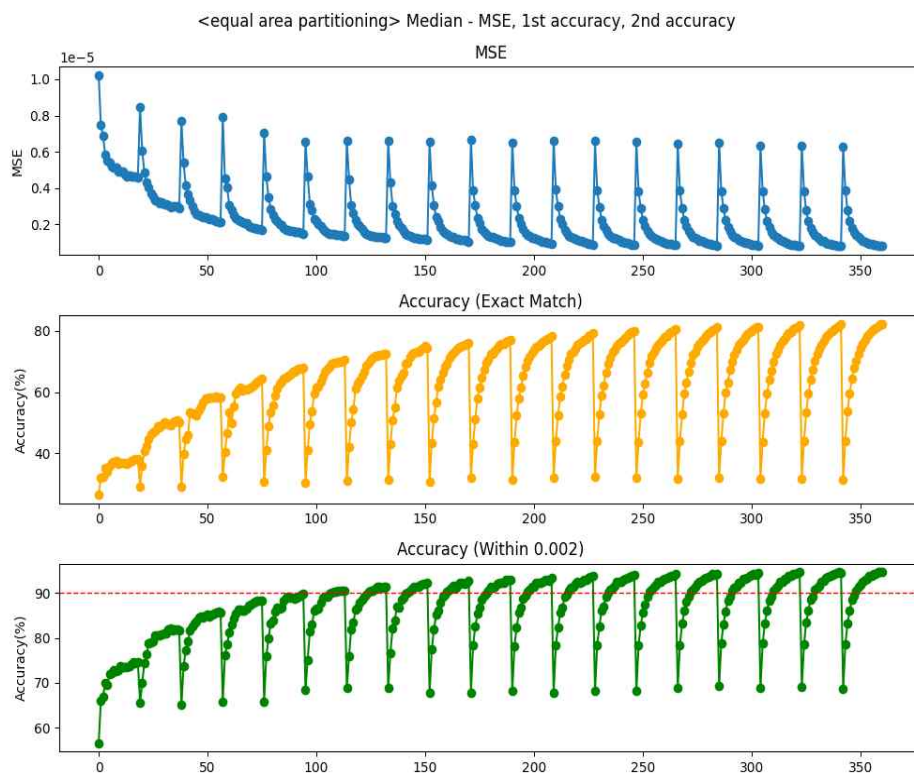 <equal area partitioning> Median - MSE, 1st accuracy, 2nd accuracy
MSE
1e-5
1.0
0.8
0.6
0.4
0.2
MSE
0 50 100 150 200 250 300 350
Accuracy (Exact Match)
80
60
40
Accuracy(%)
0 50 100 150 200 250 300 350
Accuracy (Within 0.002)
90
80
70
60
Accuracy(%)
0 50 100 150 200 250 300 350